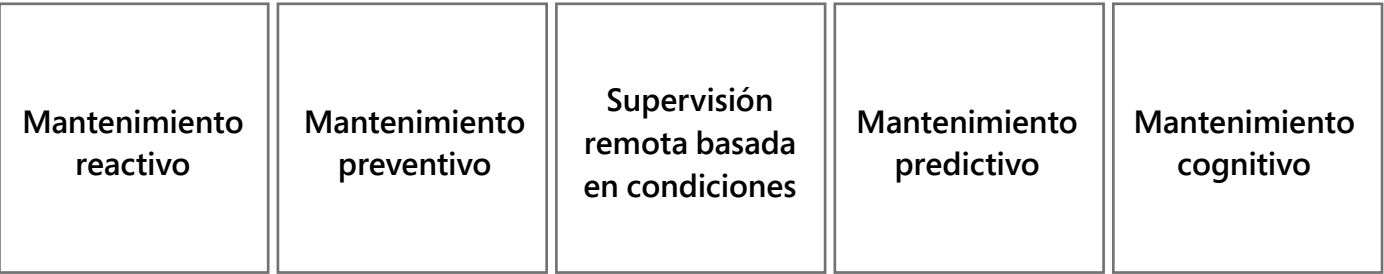 Mantenimiento
reactivo
Mantenimiento
preventivo
Supervisión
remota basada
en condiciones
Mantenimiento
predictivo
Mantenimiento
cognitivo